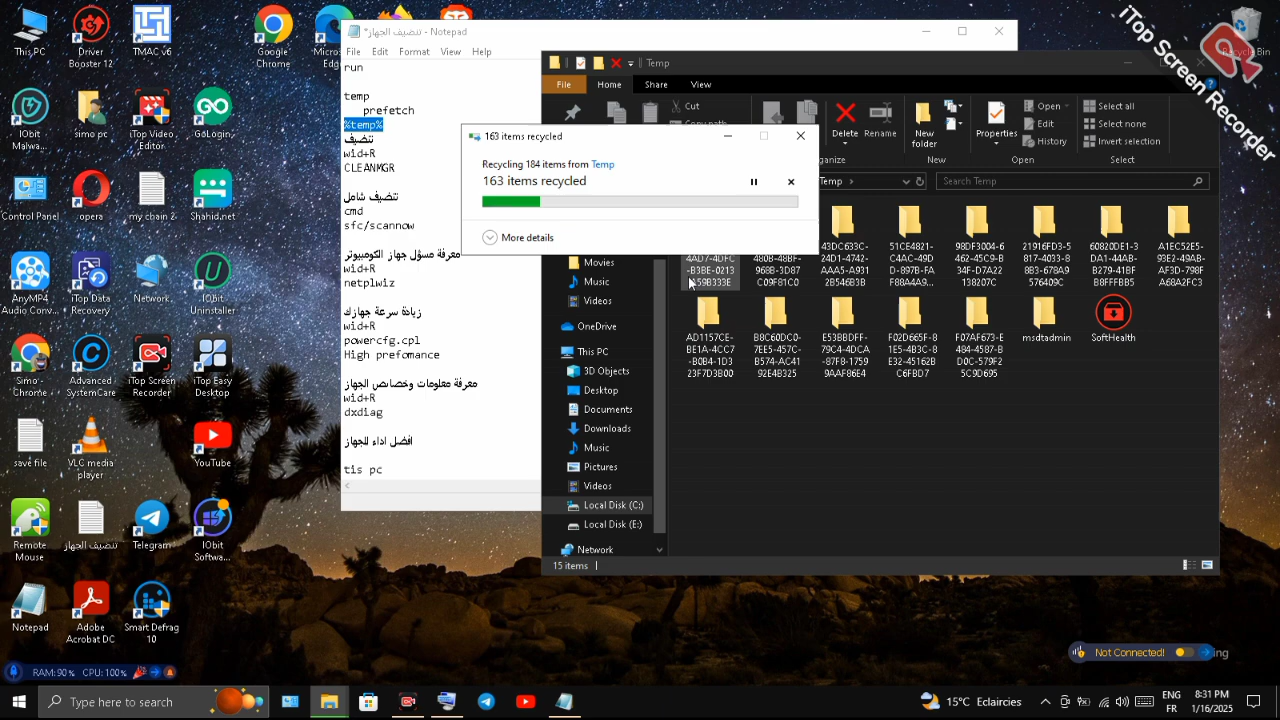 This PC
Driver Booster 12
TMAC v6
Google Chrome
IObit Malwa...
simo pc
iTop Video Editor
GoLogin
Control Panel
opera
my chain 2
Shahid.net
AnyMP4 Audio Conv...
iTop Data Recovery
Network
IObit Uninstaller
Simo - Chrome
Advanced SystemCare
iTop Screen Recorder
iTop Easy Desktop
save file
VLC media player
YouTube
Remote Mouse
تنضيف الجهاز
Telegram
IObit Softwa...
Notepad
Adobe Acrobat DC
Smart Defrag 10
RAM: 90% CPU: 100%
*تنضيف الجهاز - Notepad
File Edit Format View Help
run
temp
prefetch
%temp%
تنضيف
wid+R
CLEANMGR
تنضيف شامل
cmd
sfc/scannow
معرفة مسؤل جهاز الكومبيوتر
wid+R
netplwiz
زيادة سرعة جهازك
wid+R
powercfg.cpl
High prefomance
معرفة معلومات وخصائص الجهاز
wid+R
dxdiag
افضل اداء للجهاز
tis pc
Temp
File Home Share View
Cut
Delete Rename
New folder
Properties
Open
Edit
History
Select all
Select none
Invert selection
New
Open
Select
Temp
Search Temp
163 items recycled
Recycling 184 items from Temp
163 items recycled
More details
Movies
Music
Videos
OneDrive
This PC
3D Objects
Desktop
Documents
Downloads
Music
Pictures
Videos
Local Disk (C:)
Local Disk (E:)
Network
msdtadmin
SoftHealth
15 items
iTop Screen Recorder
Recycle Bin
Not Connected!
Type here to search
15°C Eclaircies
ENG
FR
8:31 PM
1/16/2025